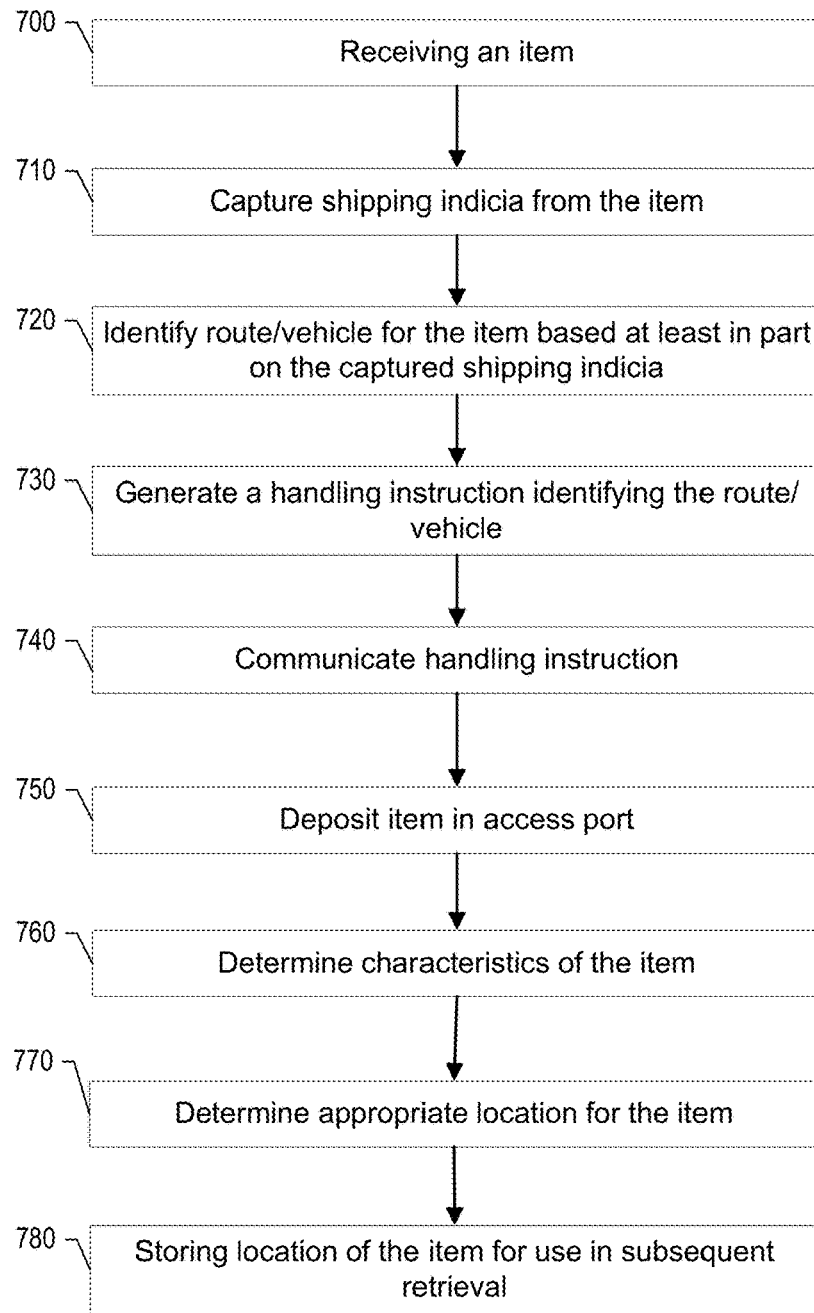 700
Receiving an item
710
Capture shipping indicia from the item
720
Identify route/vehicle for the item based at least in part
on the captured shipping indicia
730
Generate a handling instruction identifying the route/
vehicle
740
Communicate handling instruction
750
Deposit item in access port
760
Determine characteristics of the item
770
Determine appropriate location for the item
780
Storing location of the item for use in subsequent
retrieval